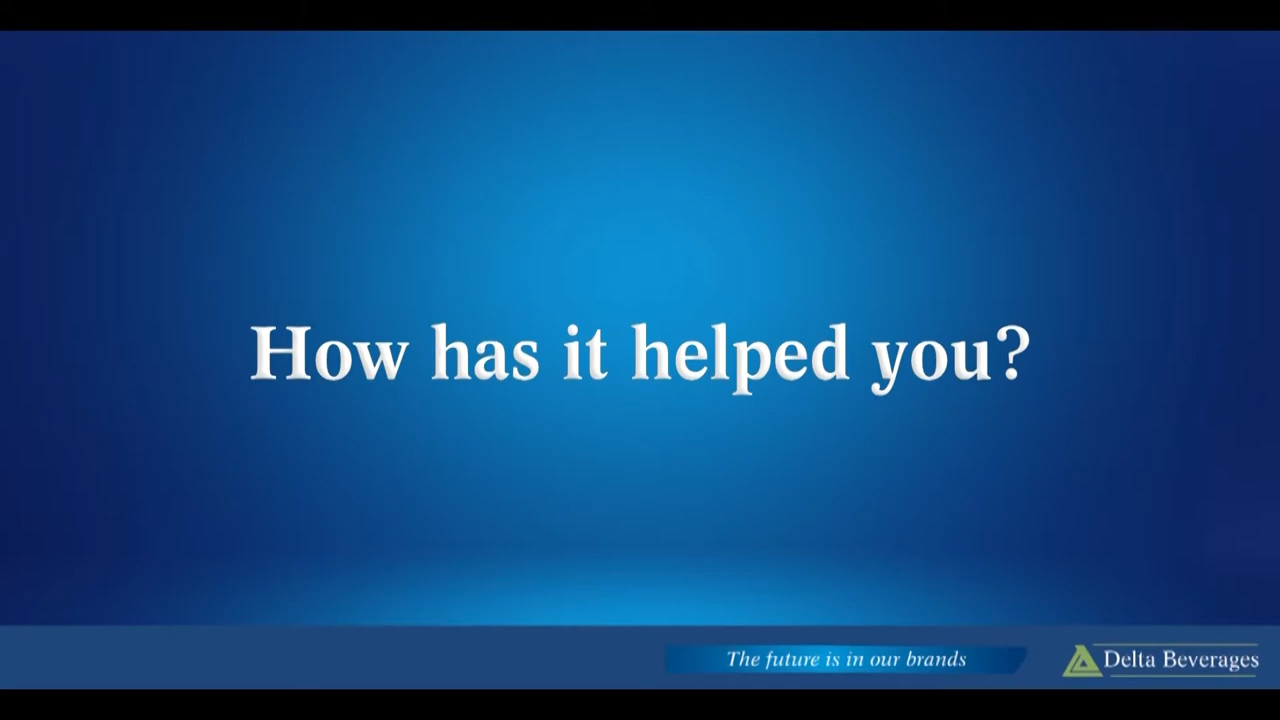 How has it helped you?
The future is in our brands
Delta Beverages